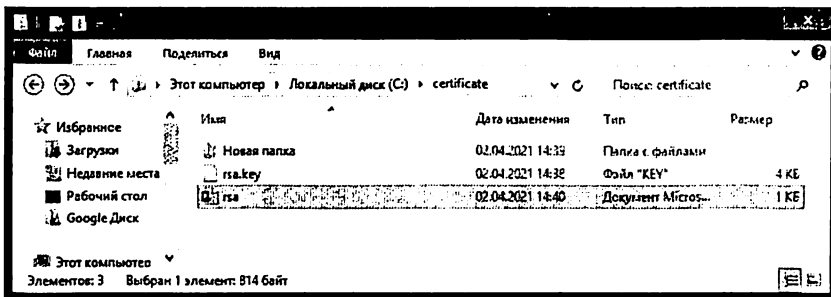 Файл Главная Поделиться Вид
Этот компьютер Локальный диск (C:) certificate Поиск: certificate
Избранное
Загрузки
Недавние места
Рабочий стол
Google Диск
Этот компьютер
Имя Дата изменения Тип Размер
Новая папка 02.04.2021 14:39 Папка с файлами
rsa.key 02.04.2021 14:38 Файл "KEY" 4 КБ
rsa 02.04.2021 14:40 Документ Micros... 1 КБ
Элементов: 3 Выбран 1 элемент: 814 байт